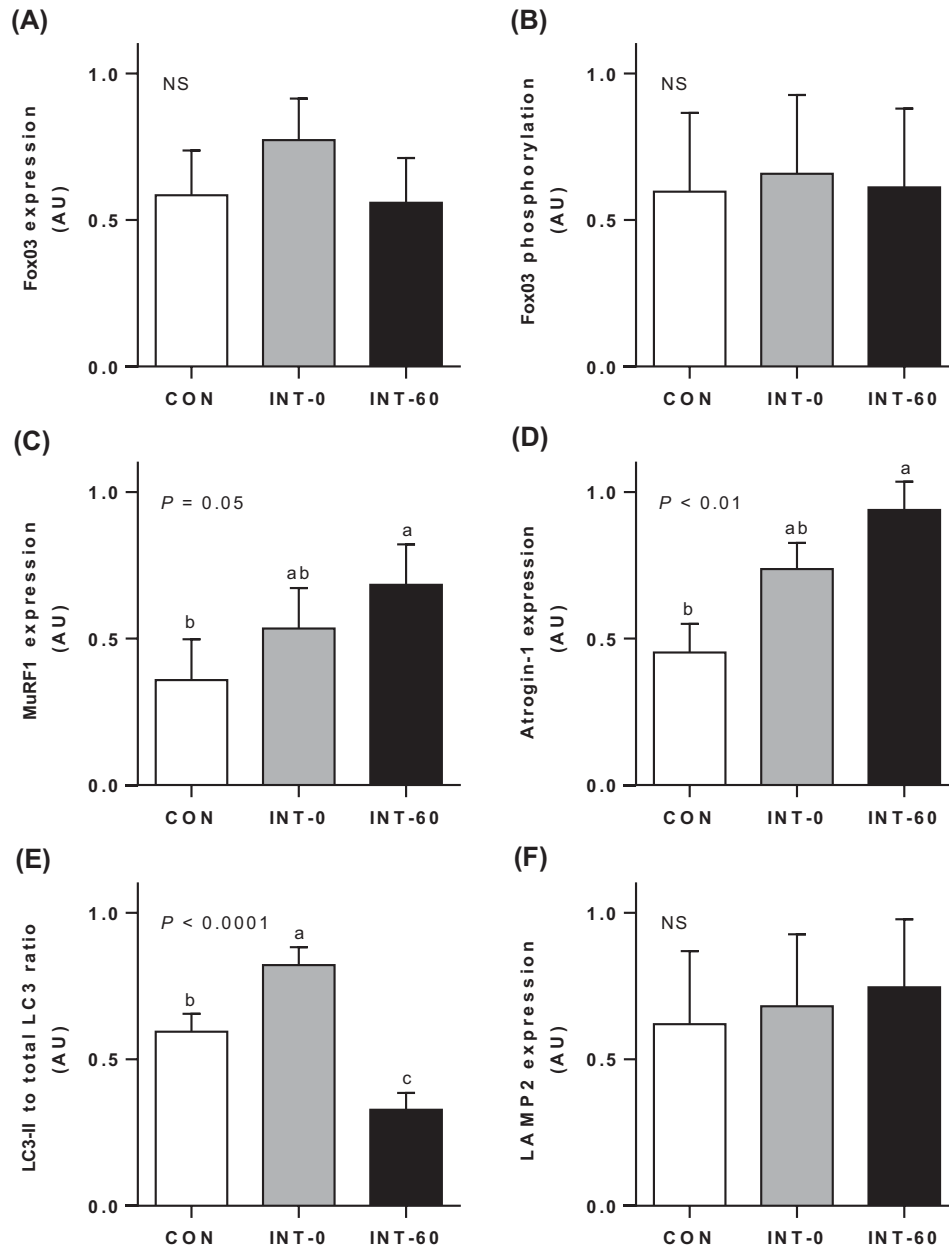 (A)
Fox03 expression
(AU)
1.0
0.5
0.0
NS
CON INT-0 INT-60
(B)
Fox03 phosphorylation
(AU)
1.0
0.5
0.0
NS
CON INT-0 INT-60
(C)
MuRF1 expression
(AU)
1.0
0.5
0.0
P = 0.05
b
ab
a
CON INT-0 INT-60
(D)
Atrogin-1 expression
(AU)
1.0
0.5
0.0
P < 0.01
b
ab
a
CON INT-0 INT-60
(E)
LC3-II to total LC3 ratio
(AU)
1.0
0.5
0.0
P < 0.0001
b
a
c
CON INT-0 INT-60
(F)
LAMP2 expression
(AU)
1.0
0.5
0.0
NS
CON INT-0 INT-60